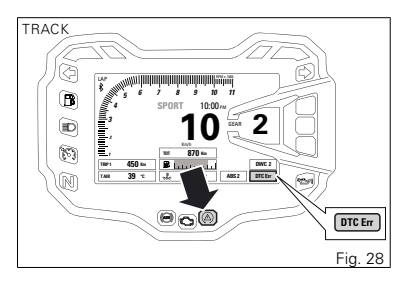 TRACK
LAP
RPM × 1000
5 6 7 8 9 10 11
4
3
2
1
SPORT 10:00 PM
10
GEAR 2
Km/h
TOT 870 Km
TRIP 1 450 Km
DWC 2
T AIR 39 °C
ABS 2
DTC Err
N
ABS
DTC Err
Fig. 28